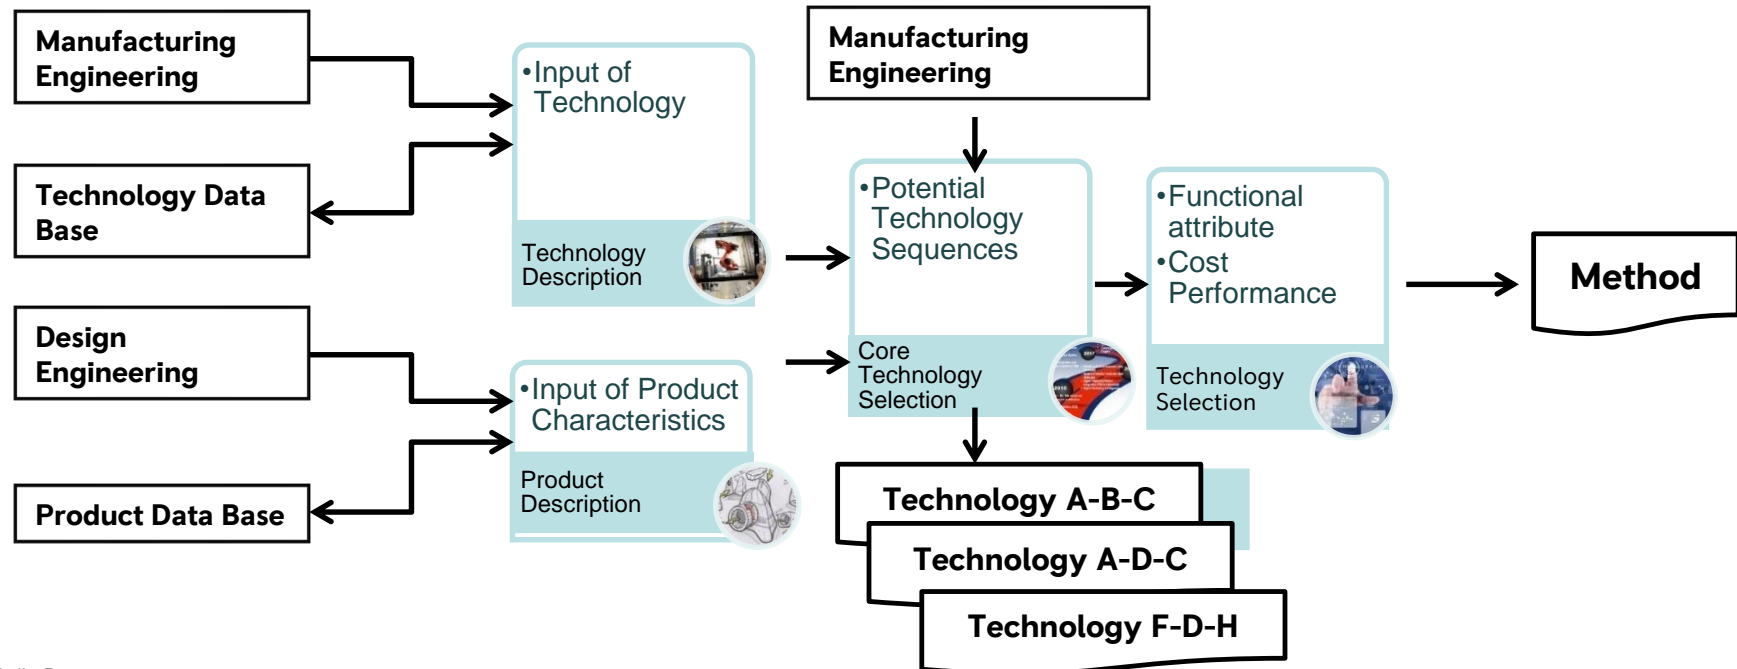 Manufacturing
Engineering
Technology Data
Base
Design
Engineering
Product Data Base
•Input of
Technology
Technology
Description
•Input of Product
Characteristics
Product
Description
Manufacturing
Engineering
•Potential
Technology
Sequences
Core
Technology
Selection
Technology A-B-C
Technology A-D-C
Technology F-D-H
•Functional
attribute
•Cost
Performance
Technology
Selection
Method